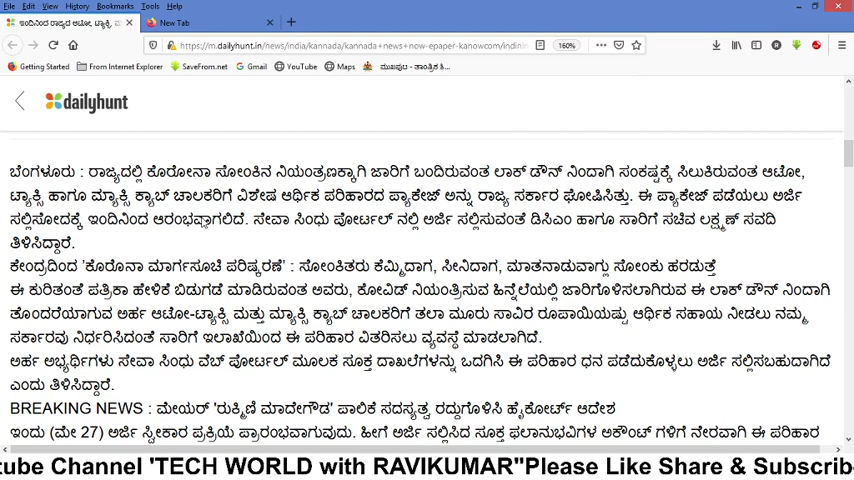 File Edit View History Bookmarks Tools Help
ಇಂದಿನಿಂದ ರಾಜ್ಯದ ಆಟೋ, ಟ್ಯಾಕ್ಸಿ, ಮ
New Tab
https://m.dailyhunt.in/news/india/kannada/kannada+news+now-epaper-kanowcom/indinin
160%
Getting Started From Internet Explorer SaveFrom.net Gmail YouTube Maps ಮುಖಪುಟ - ತಾಂತ್ರಿಕ ಶಿ...
dailyhunt
ಬೆಂಗಳೂರು : ರಾಜ್ಯದಲ್ಲಿ ಕೊರೋನಾ ಸೋಂಕಿನ ನಿಯಂತ್ರಣಕ್ಕಾಗಿ ಜಾರಿಗೆ ಬಂದಿರುವಂತ ಲಾಕ್ ಡೌನ್ ನಿಂದಾಗಿ ಸಂಕಷ್ಟಕ್ಕೆ ಸಿಲುಕಿರುವಂತ ಆಟೋ,
ಟ್ಯಾಕ್ಸಿ ಹಾಗೂ ಮ್ಯಾಕ್ಸಿ ಕ್ಯಾಬ್ ಚಾಲಕರಿಗೆ ವಿಶೇಷ ಆರ್ಥಿಕ ಪರಿಹಾರದ ಪ್ಯಾಕೇಜ್ ಅನ್ನು ರಾಜ್ಯ ಸರ್ಕಾರ ಘೋಷಿಸಿತ್ತು. ಈ ಪ್ಯಾಕೇಜ್ ಪಡೆಯಲು ಅರ್ಜಿ
ಸಲ್ಲಿಸೋದಕ್ಕೆ ಇಂದಿನಿಂದ ಆರಂಭವ್ವಾಗಲಿದೆ. ಸೇವಾ ಸಿಂಧು ಪೋರ್ಟಲ್ ನಲ್ಲಿ ಅರ್ಜಿ ಸಲ್ಲಿಸುವಂತೆ ಡಿಸಿಎಂ ಹಾಗೂ ಸಾರಿಗೆ ಸಚಿವ ಲಕ್ಷ್ಮಣ್ ಸವದಿ
ತಿಳಿಸಿದ್ದಾರೆ.
ಕೇಂದ್ರದಿಂದ 'ಕೊರೊನಾ ಮಾರ್ಗಸೂಚಿ ಪರಿಷ್ಕರಣೆ' : ಸೋಂಕಿತರು ಕೆಮ್ಮಿದಾಗ, ಸೀನಿದಾಗ, ಮಾತನಾಡುವಾಗ್ಲು ಸೋಂಕು ಹರಡುತ್ತೆ
ಈ ಕುರಿತಂತೆ ಪತ್ರಿಕಾ ಹೇಳಿಕೆ ಬಿಡುಗಡೆ ಮಾಡಿರುವಂತ ಅವರು, ಕೋವಿಡ್ ನಿಯಂತ್ರಿಸುವ ಹಿನ್ನೆಲೆಯಲ್ಲಿ ಜಾರಿಗೊಳಿಸಲಾಗಿರುವ ಈ ಲಾಕ್ ಡೌನ್ ನಿಂದಾಗಿ
ತೊಂದರೆಯಾಗುವ ಅರ್ಹ ಆಟೋ-ಟ್ಯಾಕ್ಸಿ ಮತ್ತು ಮ್ಯಾಕ್ಸಿ ಕ್ಯಾಬ್ ಚಾಲಕರಿಗೆ ತಲಾ ಮೂರು ಸಾವಿರ ರೂಪಾಯಿಯಷ್ಟು ಆರ್ಥಿಕ ಸಹಾಯ ನೀಡಲು ನಮ್ಮ
ಸರ್ಕಾರವು ನಿರ್ಧರಿಸಿದಂತೆ ಸಾರಿಗೆ ಇಲಾಖೆಯಿಂದ ಈ ಪರಿಹಾರ ವಿತರಿಸಲು ವ್ಯವಸ್ಥೆ ಮಾಡಲಾಗಿದೆ.
ಅರ್ಹ ಅಭ್ಯರ್ಥಿಗಳು ಸೇವಾ ಸಿಂಧು ವೆಬ್ ಪೋರ್ಟಲ್ ಮೂಲಕ ಸೂಕ್ತ ದಾಖಲೆಗಳನ್ನು ಒದಗಿಸಿ ಈ ಪರಿಹಾರ ಧನ ಪಡೆದುಕೊಳ್ಳಲು ಅರ್ಜಿ ಸಲ್ಲಿಸಬಹುದಾಗಿದೆ
ಎಂದು ತಿಳಿಸಿದ್ದಾರೆ.
BREAKING NEWS : ಮೇಯರ್ 'ರುಕ್ಮಿಣಿ ಮಾದೇಗೌಡ' ಪಾಲಿಕೆ ಸದಸ್ಯತ್ವ ರದ್ದುಗೊಳಿಸಿ ಹೈಕೋರ್ಟ್ ಆದೇಶ
ಇಂದು (ಮೇ 27) ಅರ್ಜಿ ಸ್ವೀಕಾರ ಪ್ರಕ್ರಿಯೆ ಪ್ರಾರಂಭವಾಗುವುದು. ಹೀಗೆ ಅರ್ಜಿ ಸಲ್ಲಿಸಿದ ಸೂಕ್ತ ಫಲಾನುಭವಿಗಳ ಅಕೌಂಟ್ ಗಳಿಗೆ ನೇರವಾಗಿ ಈ ಪರಿಹಾರ
tube Channel 'TECH WORLD with RAVIKUMAR"Please Like Share & Subscrib